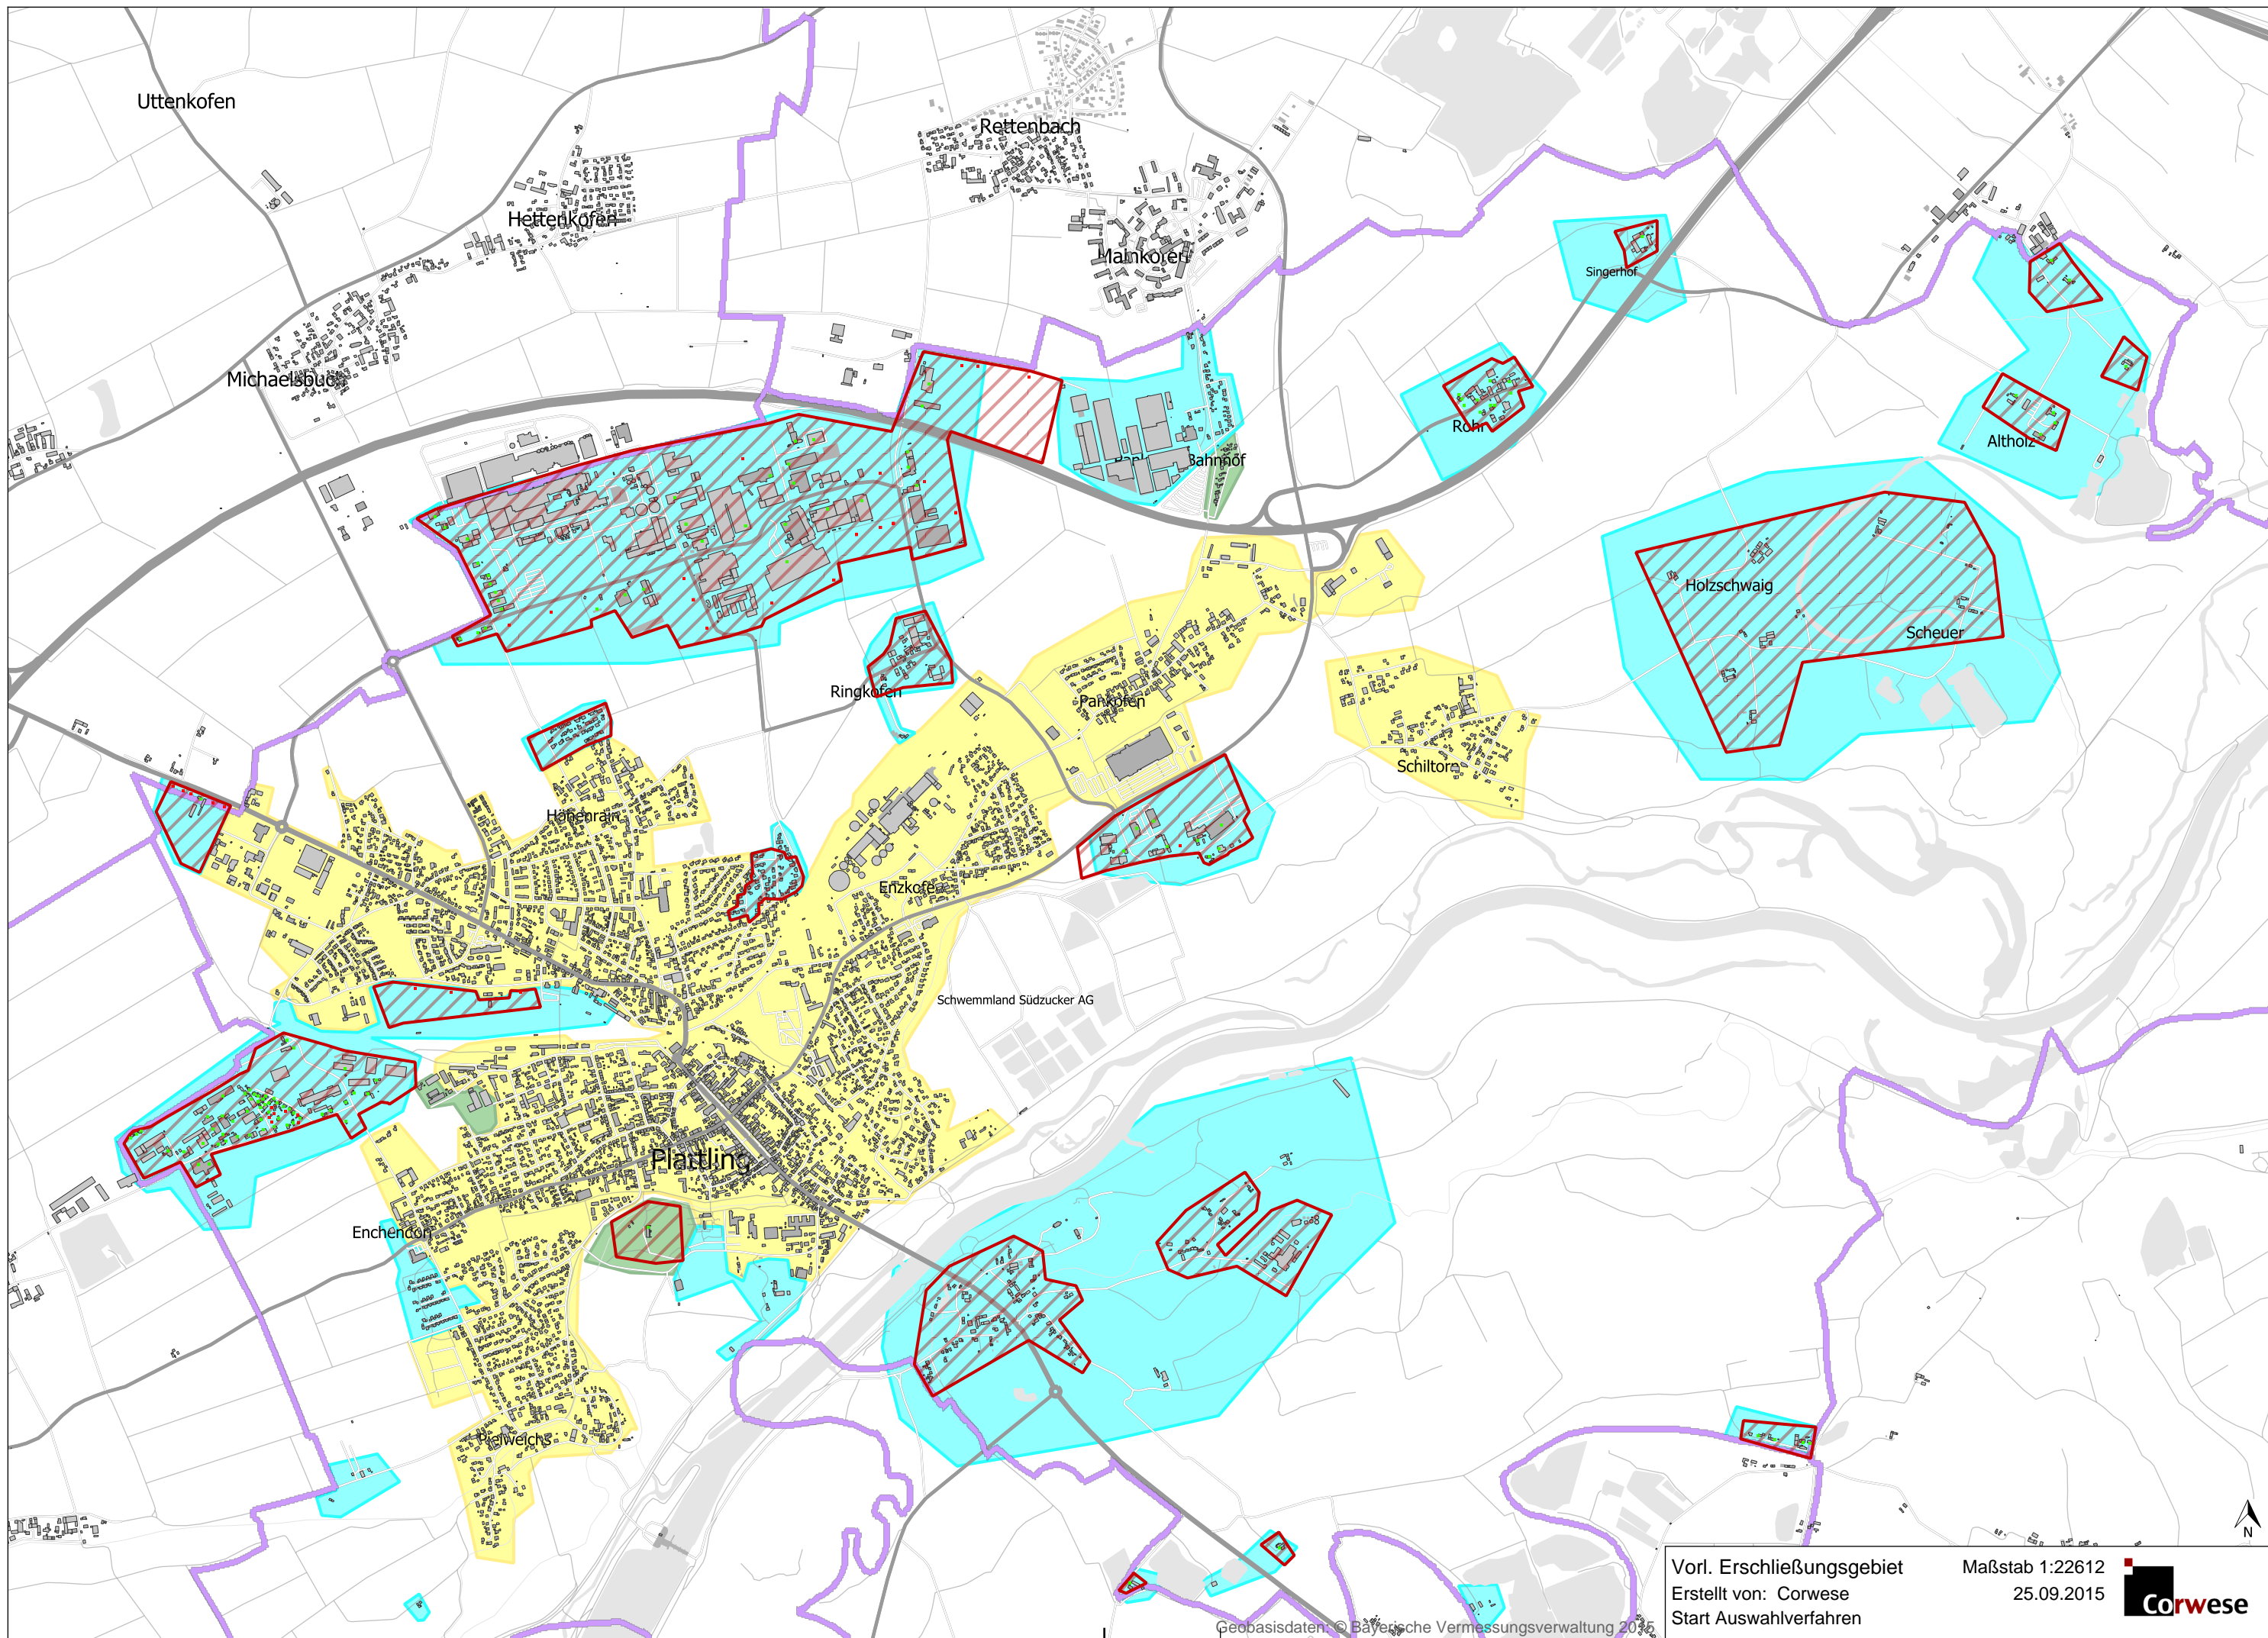 Uttenkofen
Rettenbach
Hettenkofen
Mainkofen
Singerhof
Michaelsbuch
Rohr
Bahnhof
Altholz
Holzschwaig
Scheuer
Ringkofen
Pankofen
Schiltorn
Höhenrain
Enzkofen
Schwemmland Südzucker AG
Plattling
Enchendorf
Pielweichs
N
Vorl. Erschließungsgebiet
Maßstab 1:22612
Erstellt von: Corwese
25.09.2015
Start Auswahlverfahren
Corwese
Geobasisdaten: © Bayerische Vermessungsverwaltung 2015